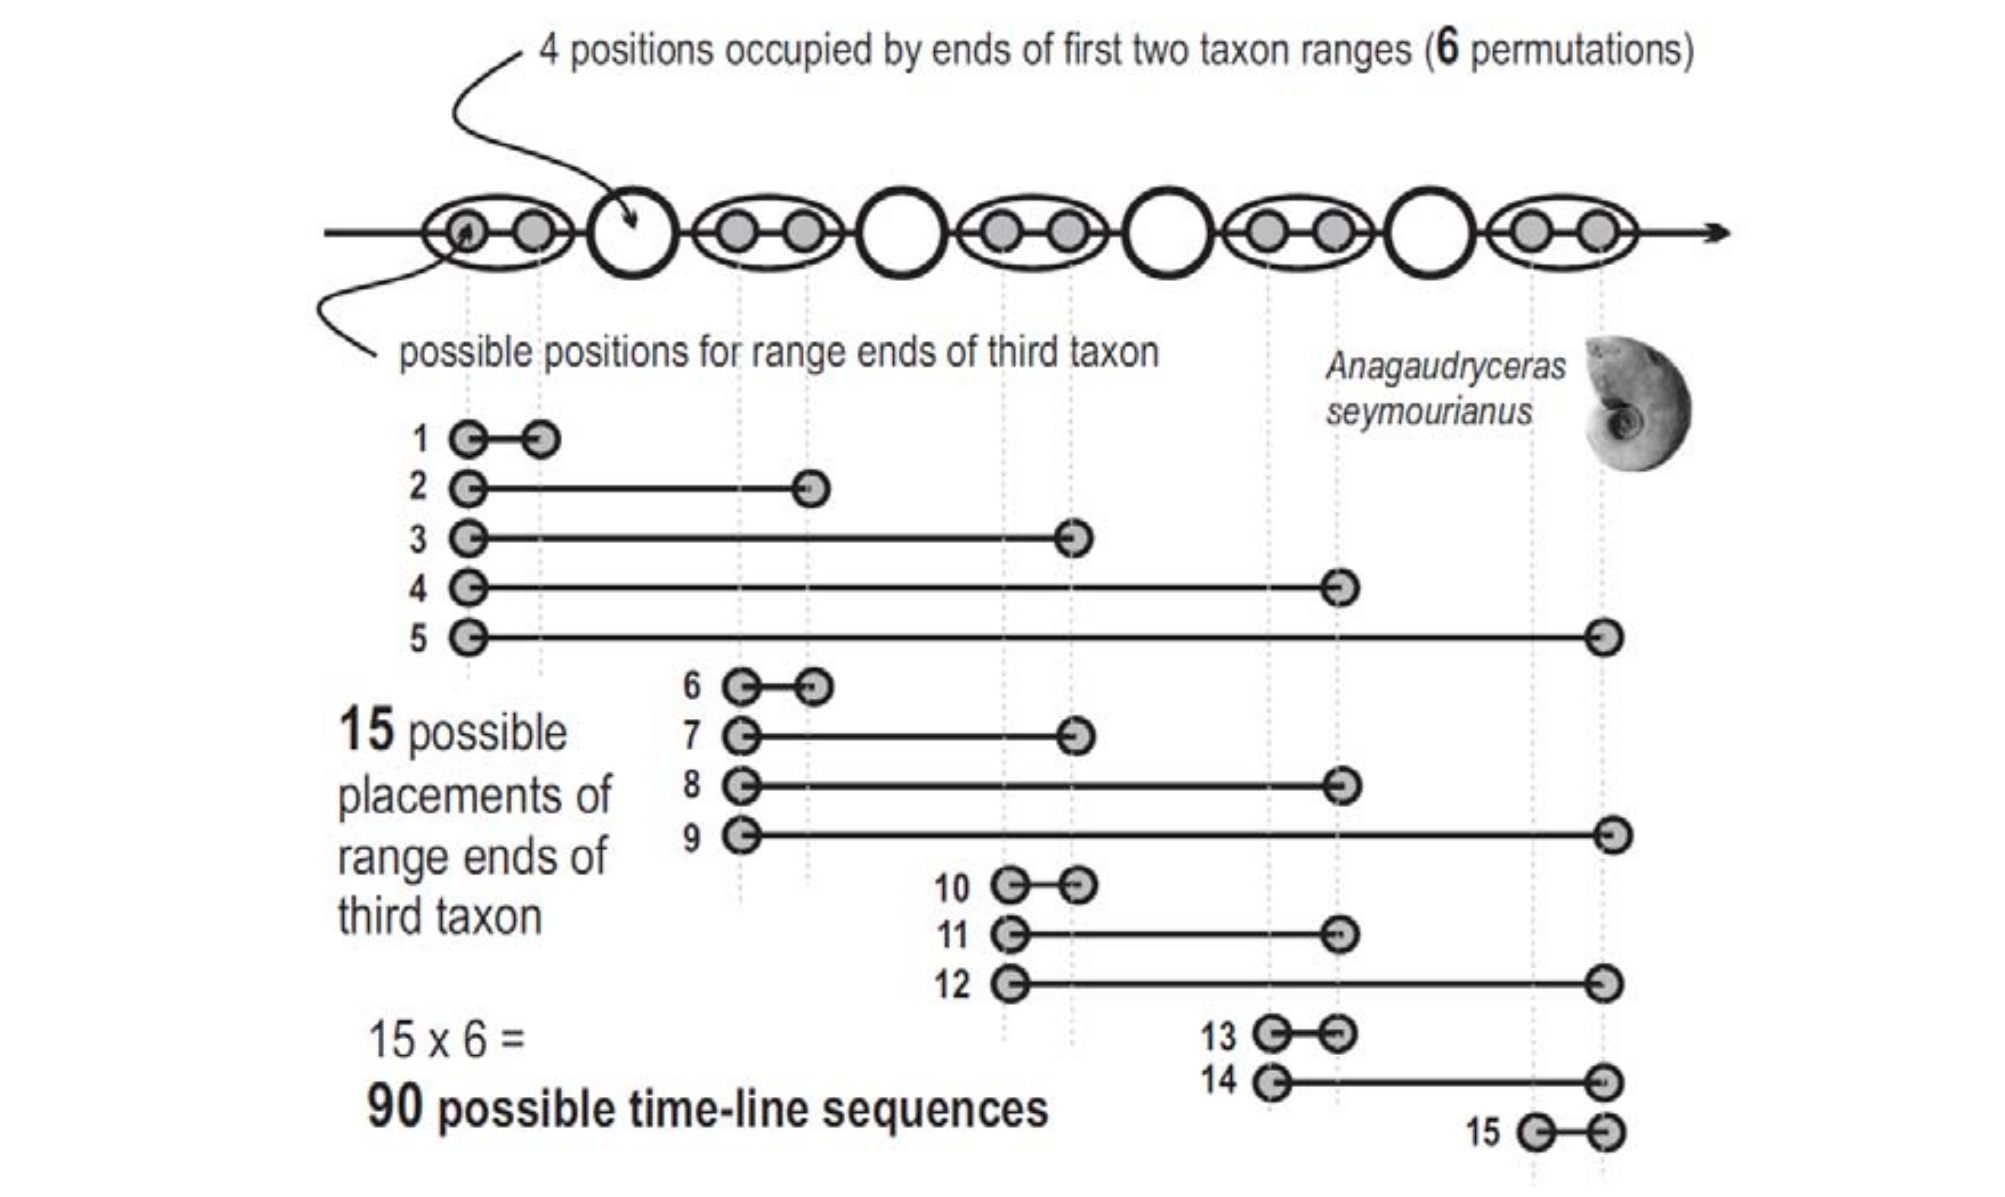 4 positions occupied by ends of first two taxon ranges (6 permutations)
possible positions for range ends of third taxon
Anagaudryceras
seymourianus
1
2
3
4
5
6
7
8
9
10
11
12
13
14
15
15 possible
placements of
range ends of
third taxon
15 x 6 =
90 possible time-line sequences